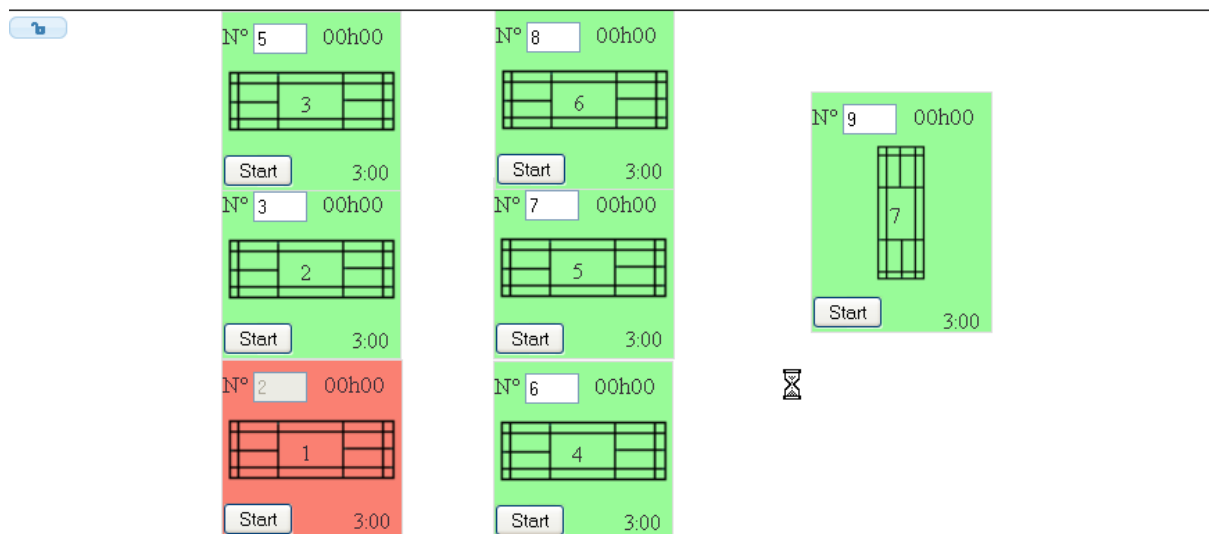 N° 5 00h00
3
Start 3:00
N° 3 00h00
2
Start 3:00
N° 2 00h00
1
Start 3:00
N° 8 00h00
6
Start 3:00
N° 7 00h00
5
Start 3:00
N° 6 00h00
4
Start 3:00
N° 9 00h00
7
Start 3:00